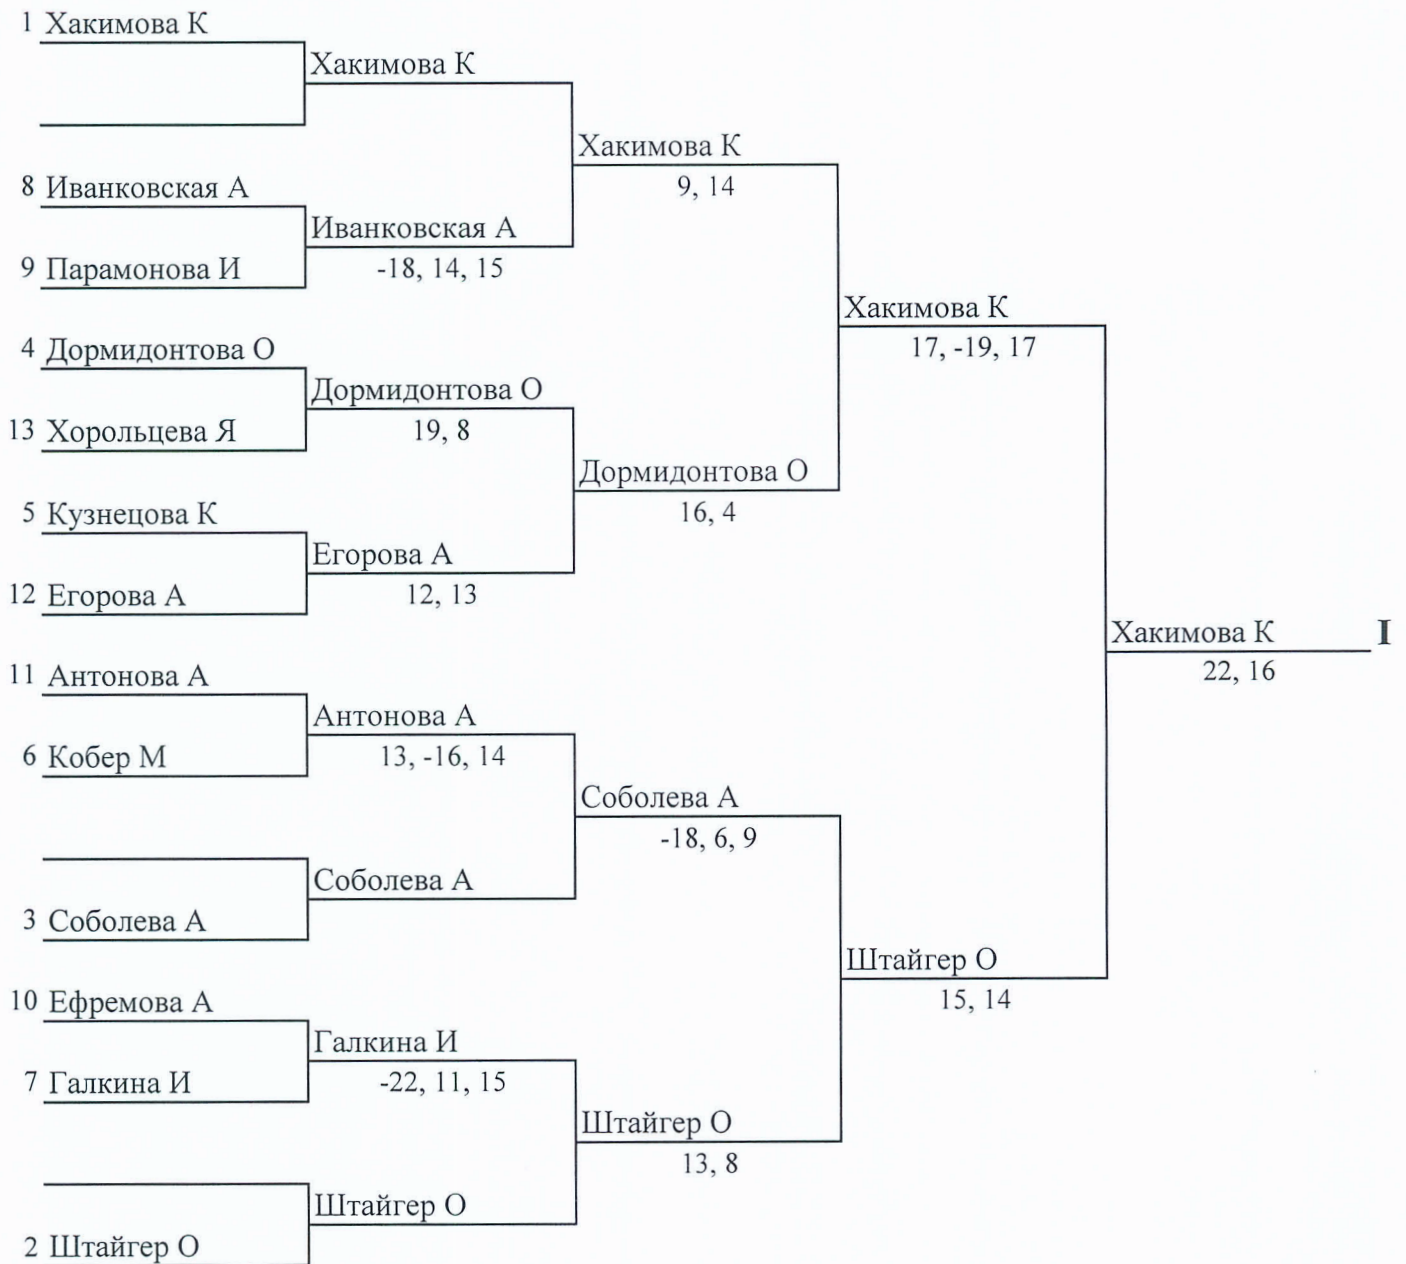 1 Хакимова К
Хакимова К
Хакимова К
9, 14
8 Иванковская А
Иванковская А
9 Парамонова И
-18, 14, 15
Хакимова К
17, -19, 17
4 Дормидонтова О
Дормидонтова О
13 Хорольцева Я
19, 8
Дормидонтова О
16, 4
5 Кузнецова К
Егорова А
12 Егорова А
12, 13
Хакимова К I
22, 16
11 Антонова А
Антонова А
6 Кобер М
13, -16, 14
Соболева А
-18, 6, 9
Соболева А
3 Соболева А
Штайгер О
15, 14
10 Ефремова А
Галкина И
7 Галкина И
-22, 11, 15
Штайгер О
13, 8
Штайгер О
2 Штайгер О